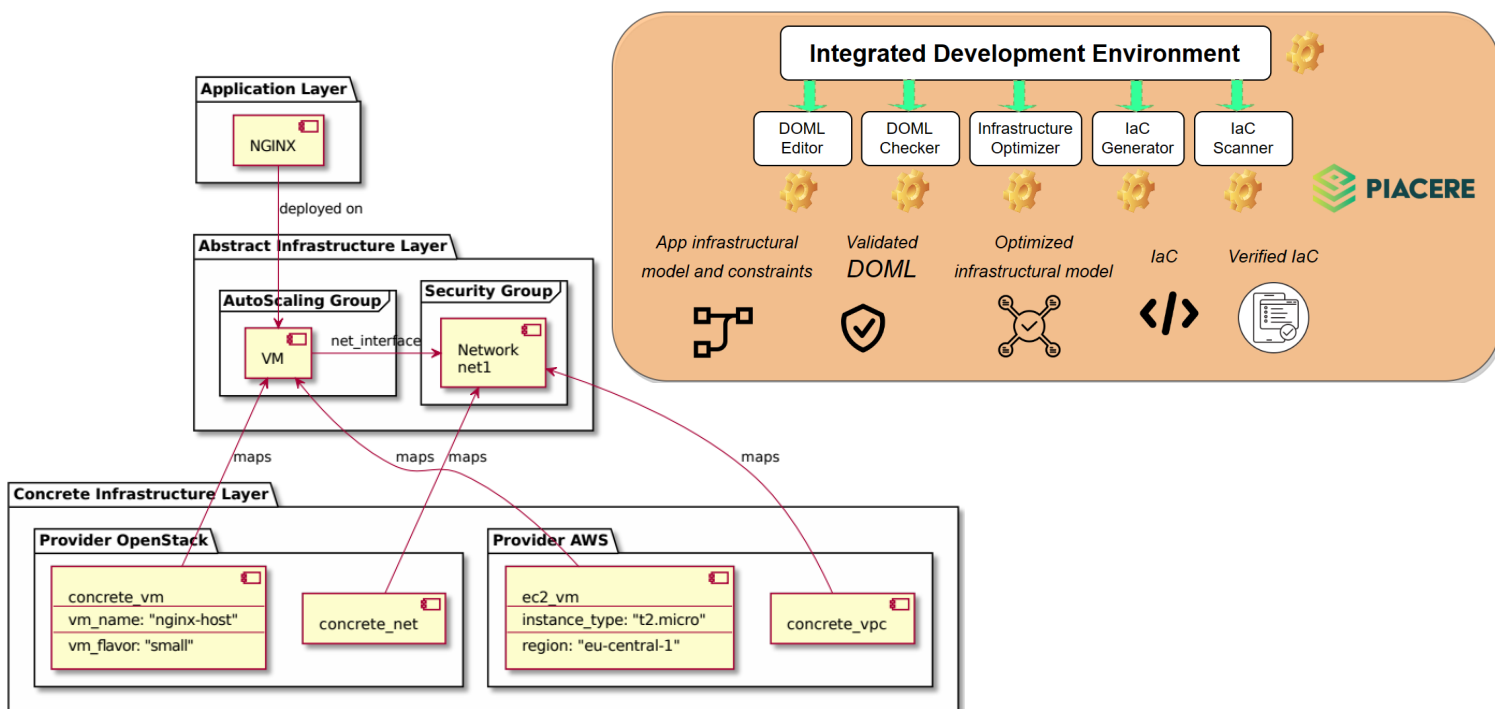 Integrated Development Environment
DOML
Editor
DOML
Checker
Infrastructure
Optimizer
IaC
Generator
IaC
Scanner
PIACERE
App infrastructural
model and constraints
Validated
DOML
Optimized
infrastructural model
IaC
Verified IaC
Application Layer
NGINX
deployed on
Abstract Infrastructure Layer
AutoScaling Group
Security Group
VM
net_interface
Network
net1
maps
maps
maps
maps
Concrete Infrastructure Layer
Provider OpenStack
concrete_vm
vm_name: "nginx-host"
vm_flavor: "small"
concrete_net
Provider AWS
ec2_vm
instance_type: "t2.micro"
region: "eu-central-1"
concrete_vpc